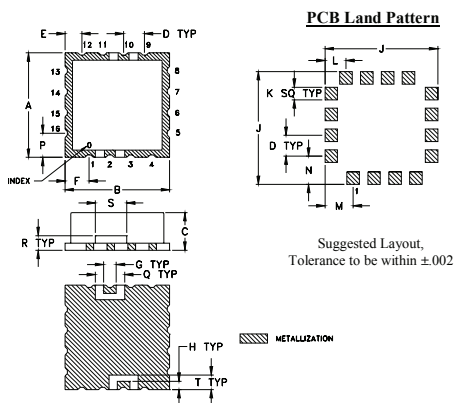 PCB Land Pattern
E
D TYP
12
11
10
9
13
14
15
16
8
7
6
5
A
P
INDEX
F
1
2
3
4
B
S
R TYP
C
G TYP
Q TYP
H TYP
T TYP
METALLIZATION
J
L
K SQ TYP
J
D TYP
N
1
M
Suggested Layout,
Tolerance to be within ±.002